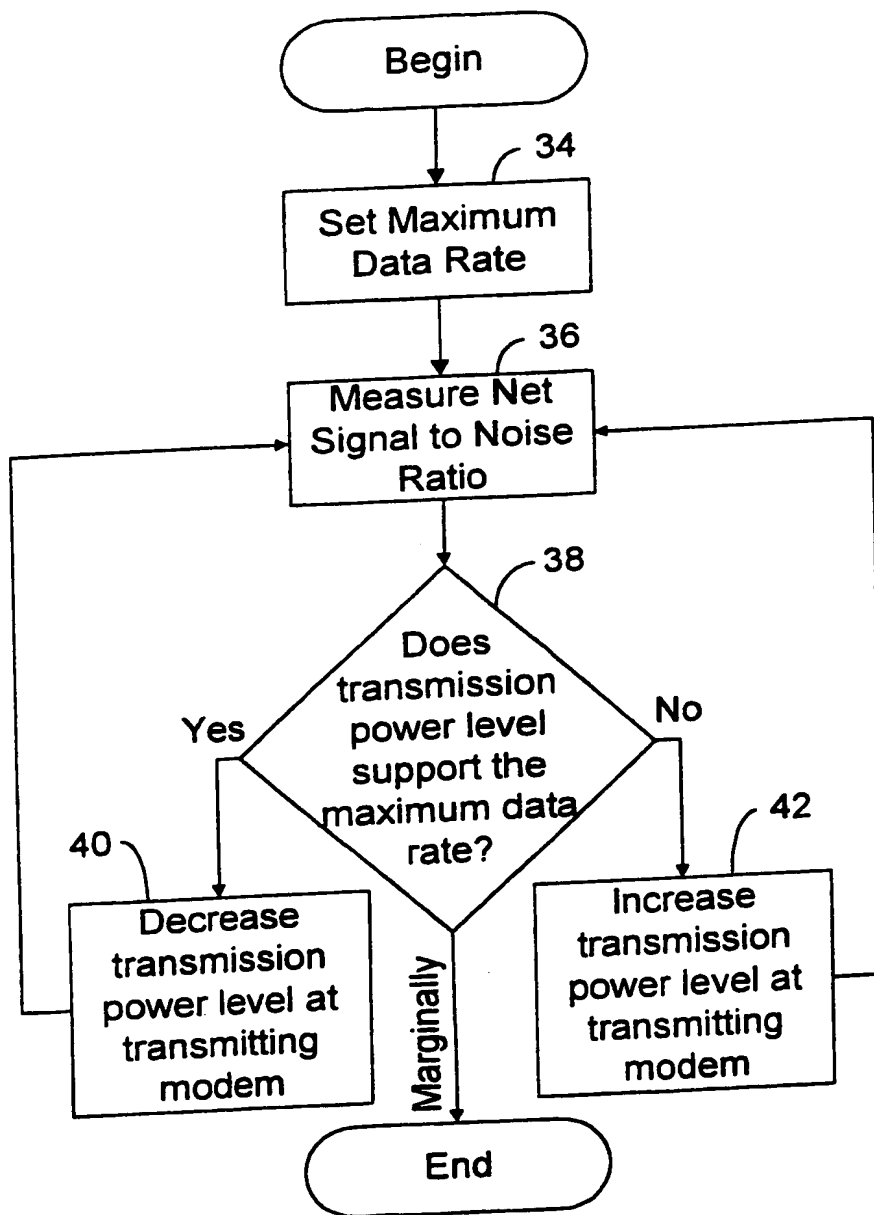 Begin
34
Set Maximum
Data Rate
36
Measure Net
Signal to Noise
Ratio
38
Does
transmission
power level
support the
maximum data
rate?
Yes
No
40
Decrease
transmission
power level at
transmitting
modem
42
Increase
transmission
power level at
transmitting
modem
Marginally
End